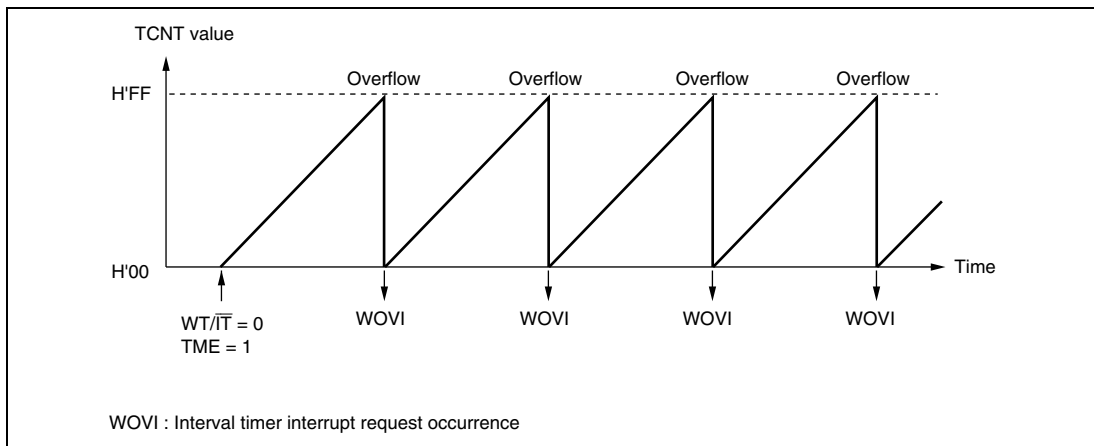 TCNT value
Overflow Overflow Overflow Overflow
H'FF
H'00
Time
WT/I̅T̅ = 0
TME = 1
WOVI WOVI WOVI WOVI
WOVI : Interval timer interrupt request occurrence